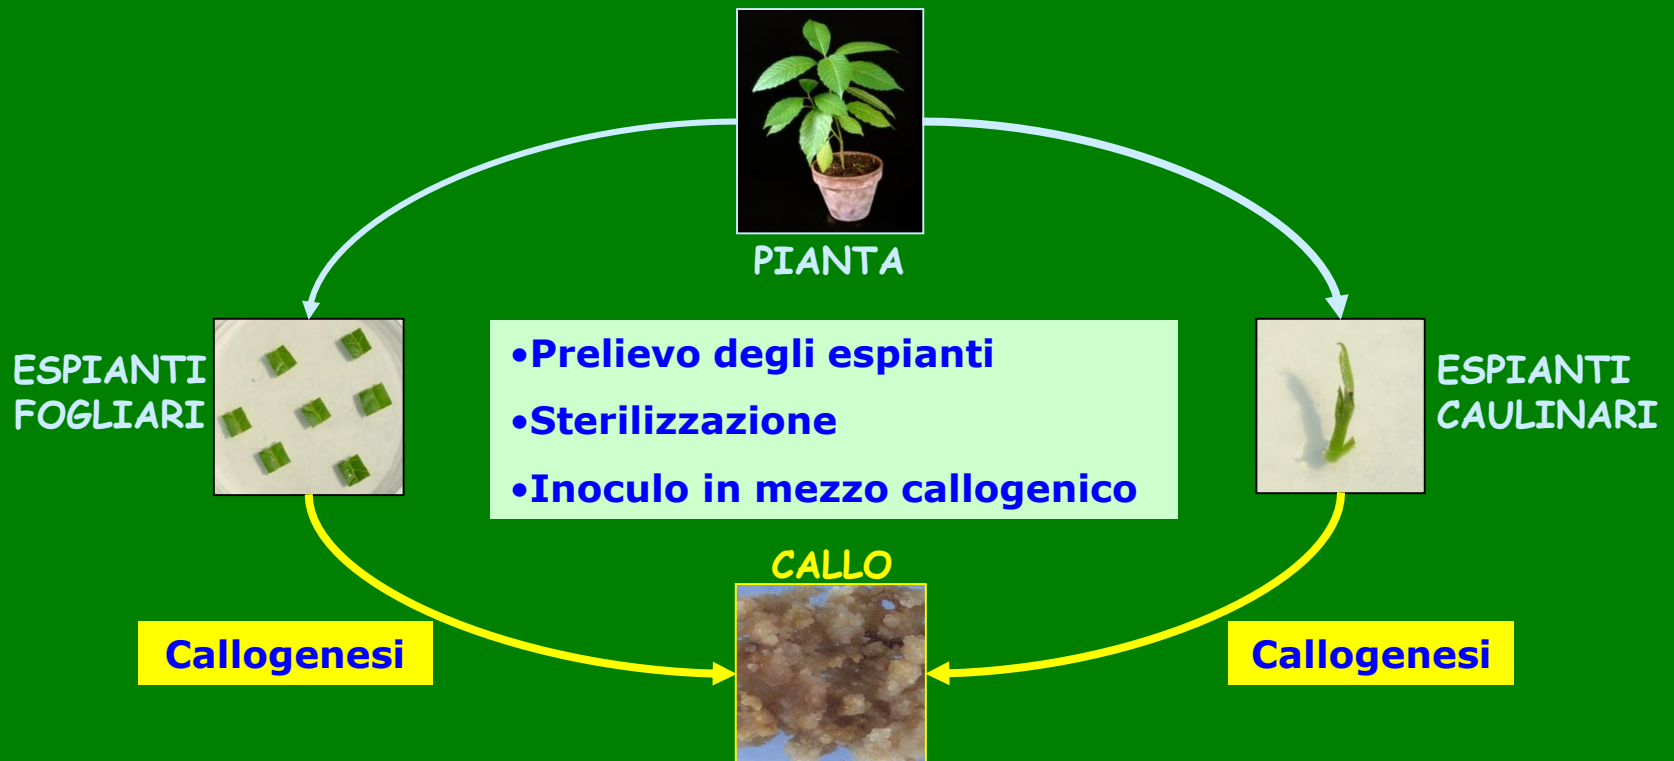 PIANTA
ESPIANTI
FOGLIARI
•Prelievo degli espianti
•Sterilizzazione
•Inoculo in mezzo callogenico
ESPIANTI
CAULINARI
CALLO
Callogenesi
Callogenesi